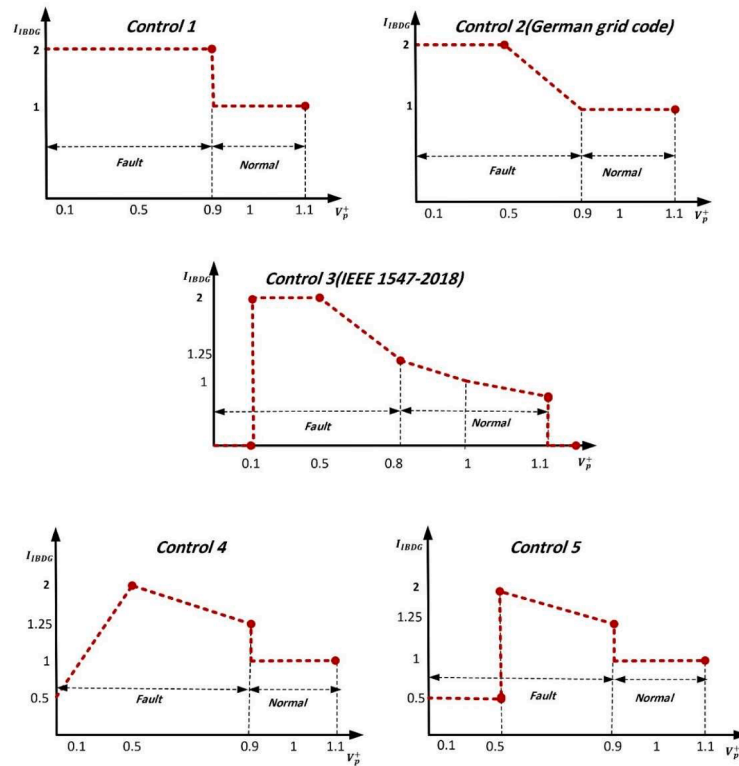 Control 1
I_IBDG
2
1
Fault
Normal
0.1 0.5 0.9 1 1.1 V_p^+
Control 2(German grid code)
I_IBDG
2
1
Fault
Normal
0.1 0.5 0.9 1 1.1 V_p^+
Control 3(IEEE 1547-2018)
I_IBDG
2
1.25
1
Fault
Normal
0.1 0.5 0.8 1 1.1 V_p^+
Control 4
I_IBDG
2
1.25
1
0.5
Fault
Normal
0.1 0.5 0.9 1 1.1 V_p^+
Control 5
I_IBDG
2
1.25
1
0.5
Fault
Normal
0.1 0.5 0.9 1 1.1 V_p^+